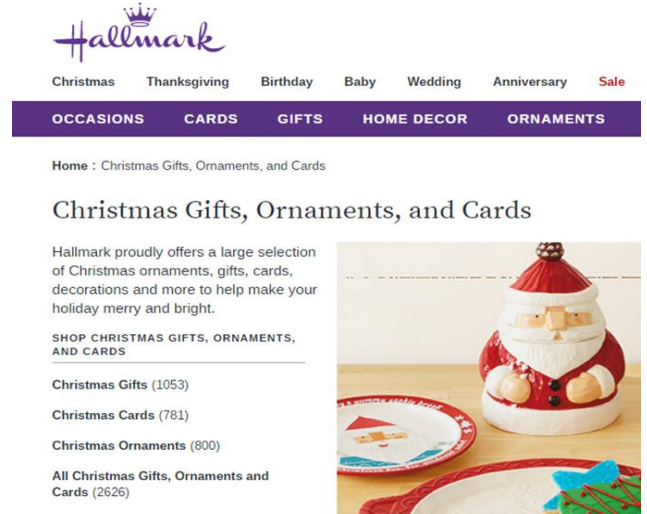 Hallmark
Christmas Thanksgiving Birthday Baby Wedding Anniversary Sale
OCCASIONS CARDS GIFTS HOME DECOR ORNAMENTS
Home : Christmas Gifts, Ornaments, and Cards
Christmas Gifts, Ornaments, and Cards
Hallmark proudly offers a large selection
of Christmas ornaments, gifts, cards,
decorations and more to help make your
holiday merry and bright.
SHOP CHRISTMAS GIFTS, ORNAMENTS,
AND CARDS
Christmas Gifts (1053)
Christmas Cards (781)
Christmas Ornaments (800)
All Christmas Gifts, Ornaments and
Cards (2626)